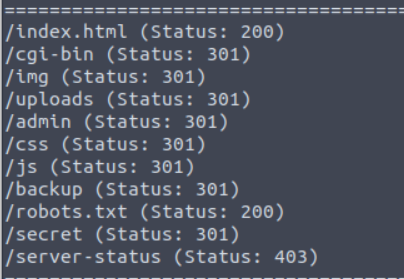 /index.html (Status: 200)
/cgi-bin (Status: 301)
/img (Status: 301)
/uploads (Status: 301)
/admin (Status: 301)
/css (Status: 301)
/js (Status: 301)
/backup (Status: 301)
/robots.txt (Status: 200)
/secret (Status: 301)
/server-status (Status: 403)